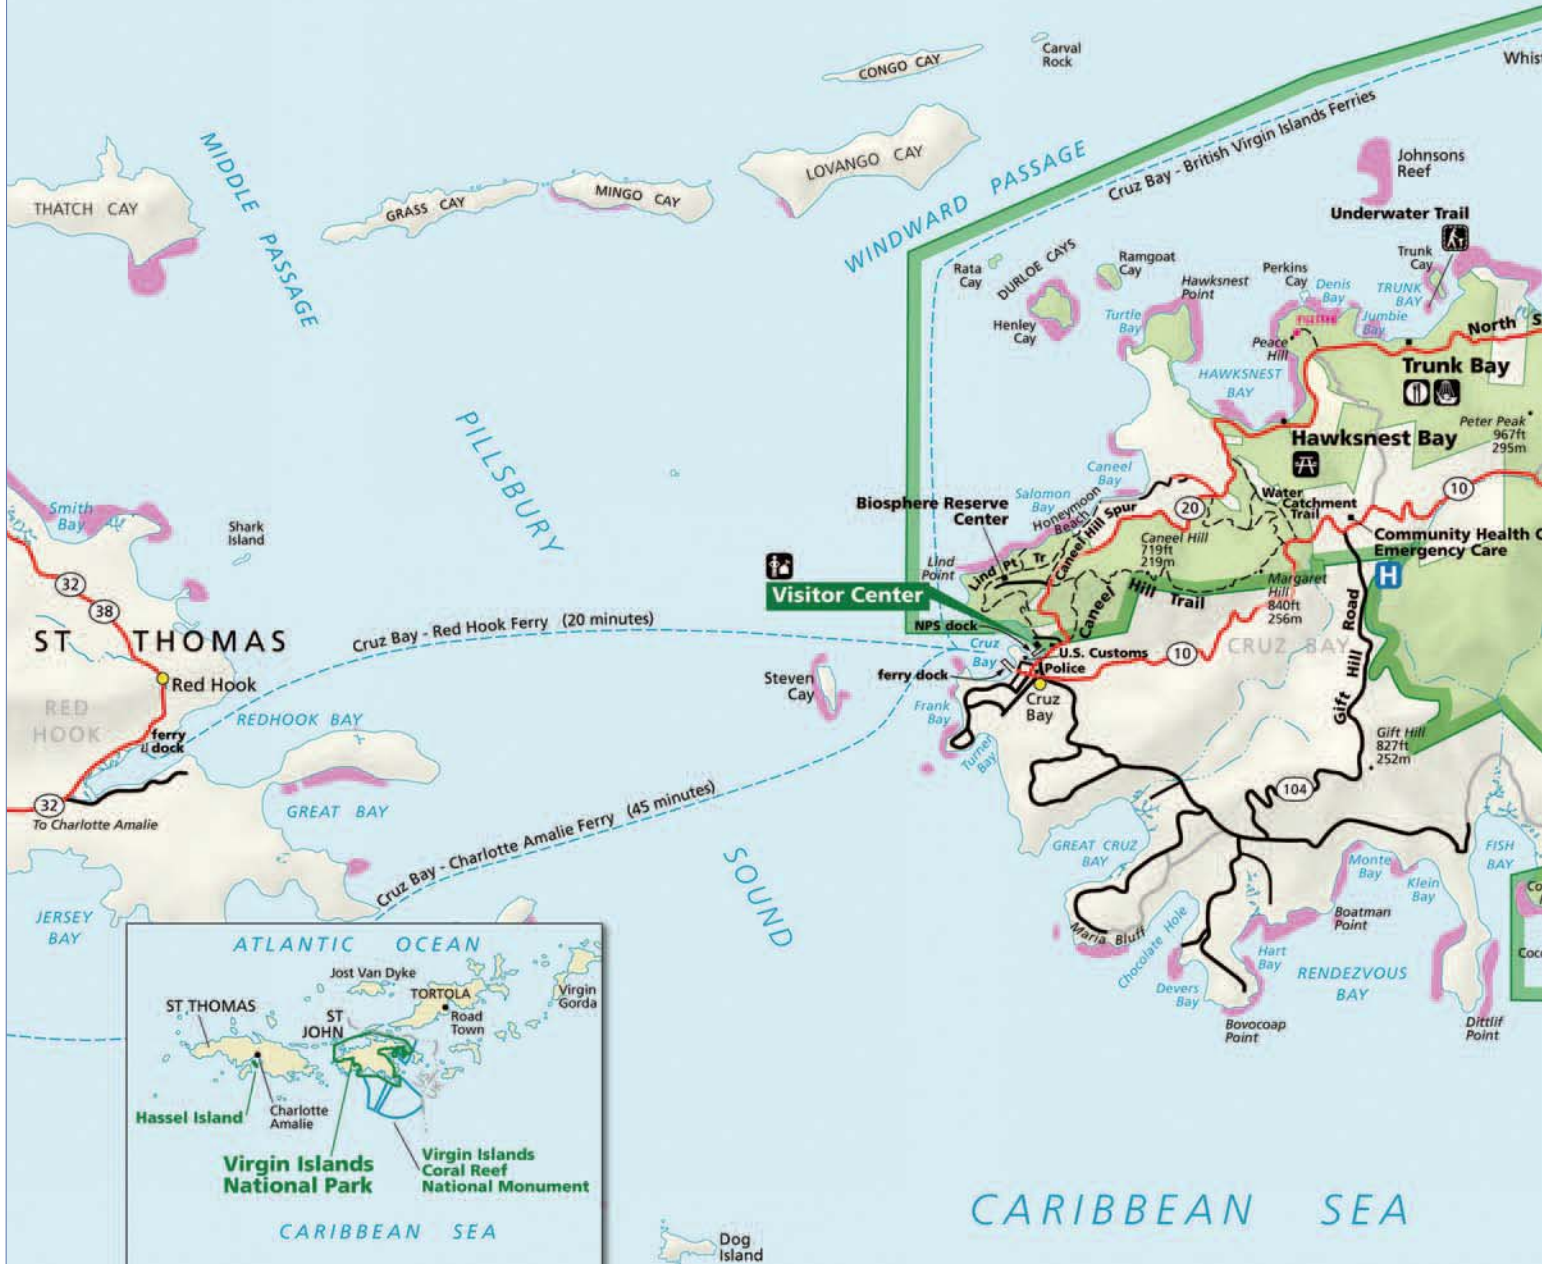 CONGO CAY
Carval
Rock
Whist
LOVANGO CAY
Cruz Bay - British Virgin Islands Ferries
MIDDLE PASSAGE
WINDWARD PASSAGE
Johnsons
Reef
THATCH CAY
GRASS CAY
MINGO CAY
Underwater Trail
Rata
Cay
DURLOE CAYS
Ramgoat
Cay
Hawksnest
Point
Perkins
Cay
Denis
Bay
Trunk
Cay
TRUNK
BAY
Henley
Cay
Turtle
Bay
Jumbie
Bay
North S
Peace
Hill
HAWKSNEST
BAY
Trunk Bay
Peter Peak
967ft
295m
Hawksnest Bay
PILLSBURY
SOUND
Caneel
Bay
Salomon
Bay
Honeymoon
Beach
Biosphere Reserve
Center
Caneel Hill Spur
20
10
Water
Catchment
Trail
Smith
Bay
Shark
Island
Lind
Point
Lind Pt Tr
Caneel Hill
719ft
219m
Community Health C
Emergency Care
H
Visitor Center
Caneel Hill Trail
Margaret
Hill
840ft
256m
32
38
ST THOMAS
Cruz Bay - Red Hook Ferry (20 minutes)
NPS dock
Cruz
Bay
U.S. Customs
Police
10
CRUZ BAY
Gift Hill Road
Red Hook
RED
HOOK
Steven
Cay
ferry dock
Cruz
Bay
Frank
Bay
Turner
Bay
REDHOOK BAY
ferry
dock
Gift Hill
827ft
252m
32
To Charlotte Amalie
GREAT BAY
Cruz Bay - Charlotte Amalie Ferry (45 minutes)
104
GREAT CRUZ
BAY
FISH
BAY
Monte
Bay
Klein
Bay
JERSEY
BAY
Maria Bluff
Chocolate Hole
Boatman
Point
Co
Coco
Hart
Bay
Devers
Bay
RENDEZVOUS
BAY
Bovocoap
Point
Dittlif
Point
ATLANTIC OCEAN
Jost Van Dyke
TORTOLA
Virgin
Gorda
ST THOMAS
ST
JOHN
Road
Town
Hassel Island
Charlotte
Amalie
Virgin Islands
National Park
Virgin Islands
Coral Reef
National Monument
CARIBBEAN SEA
Dog
Island
CARIBBEAN SEA